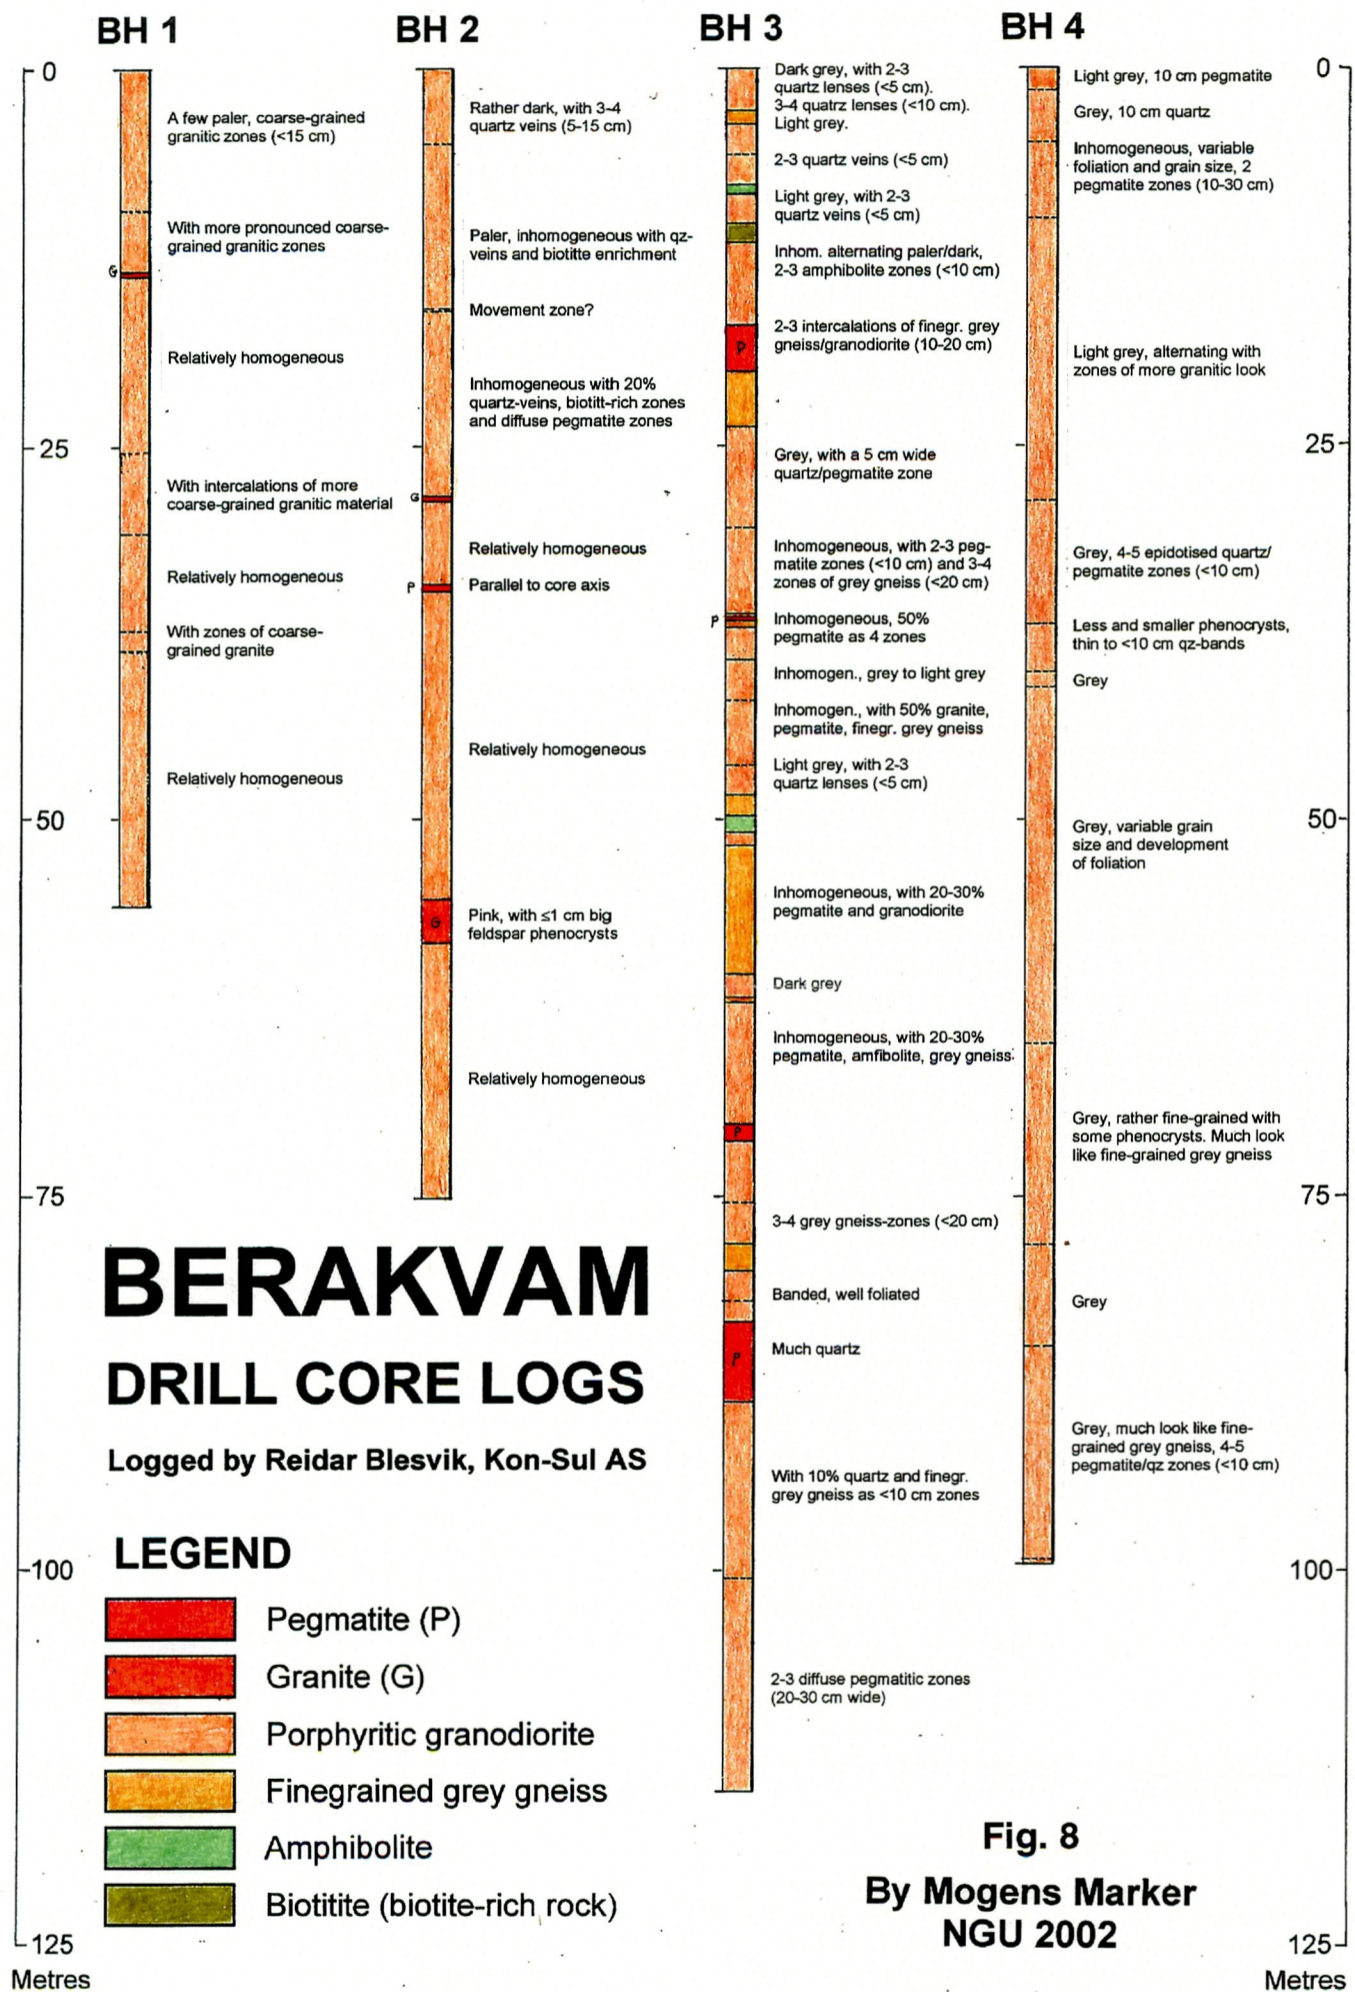 BH 1
BH 2
BH 3
BH 4
0
25
50
75
100
125
Metres
A few paler, coarse-grained
granitic zones (<15 cm)
With more pronounced coarse-
grained granitic zones
G
Relatively homogeneous
With intercalations of more
coarse-grained granitic material
Relatively homogeneous
With zones of coarse-
grained granite
Relatively homogeneous
Rather dark, with 3-4
quartz veins (5-15 cm)
Paler, inhomogeneous with qz-
veins and biotitte enrichment
Movement zone?
Inhomogeneous with 20%
quartz-veins, biotitt-rich zones
and diffuse pegmatite zones
G
Relatively homogeneous
P
Parallel to core axis
Relatively homogeneous
G
Pink, with ≤1 cm big
feldspar phenocrysts
Relatively homogeneous
Dark grey, with 2-3
quartz lenses (<5 cm).
3-4 quatrz lenses (<10 cm).
Light grey.
2-3 quartz veins (<5 cm)
Light grey, with 2-3
quartz veins (<5 cm)
Inhom. alternating paler/dark,
2-3 amphibolite zones (<10 cm)
P
2-3 intercalations of finegr. grey
gneiss/granodiorite (10-20 cm)
Grey, with a 5 cm wide
quartz/pegmatite zone
Inhomogeneous, with 2-3 peg-
matite zones (<10 cm) and 3-4
zones of grey gneiss (<20 cm)
P
Inhomogeneous, 50%
pegmatite as 4 zones
Inhomogen., grey to light grey
Inhomogen., with 50% granite,
pegmatite, finegr. grey gneiss
Light grey, with 2-3
quartz lenses (<5 cm)
Inhomogeneous, with 20-30%
pegmatite and granodiorite
Dark grey
Inhomogeneous, with 20-30%
pegmatite, amfibolite, grey gneiss
P
3-4 grey gneiss-zones (<20 cm)
Banded, well foliated
P
Much quartz
With 10% quartz and finegr.
grey gneiss as <10 cm zones
2-3 diffuse pegmatitic zones
(20-30 cm wide)
Light grey, 10 cm pegmatite
Grey, 10 cm quartz
Inhomogeneous, variable
foliation and grain size, 2
pegmatite zones (10-30 cm)
Light grey, alternating with
zones of more granitic look
Grey, 4-5 epidotised quartz/
pegmatite zones (<10 cm)
Less and smaller phenocrysts,
thin to <10 cm qz-bands
Grey
Grey, variable grain
size and development
of foliation
Grey, rather fine-grained with
some phenocrysts. Much look
like fine-grained grey gneiss
Grey
Grey, much look like fine-
grained grey gneiss, 4-5
pegmatite/qz zones (<10 cm)
0
25
50
75
100
125
Metres
BERAKVAM
DRILL CORE LOGS
Logged by Reidar Blesvik, Kon-Sul AS
LEGEND
Pegmatite (P)
Granite (G)
Porphyritic granodiorite
Finegrained grey gneiss
Amphibolite
Biotitite (biotite-rich rock)
Fig. 8
By Mogens Marker
NGU 2002